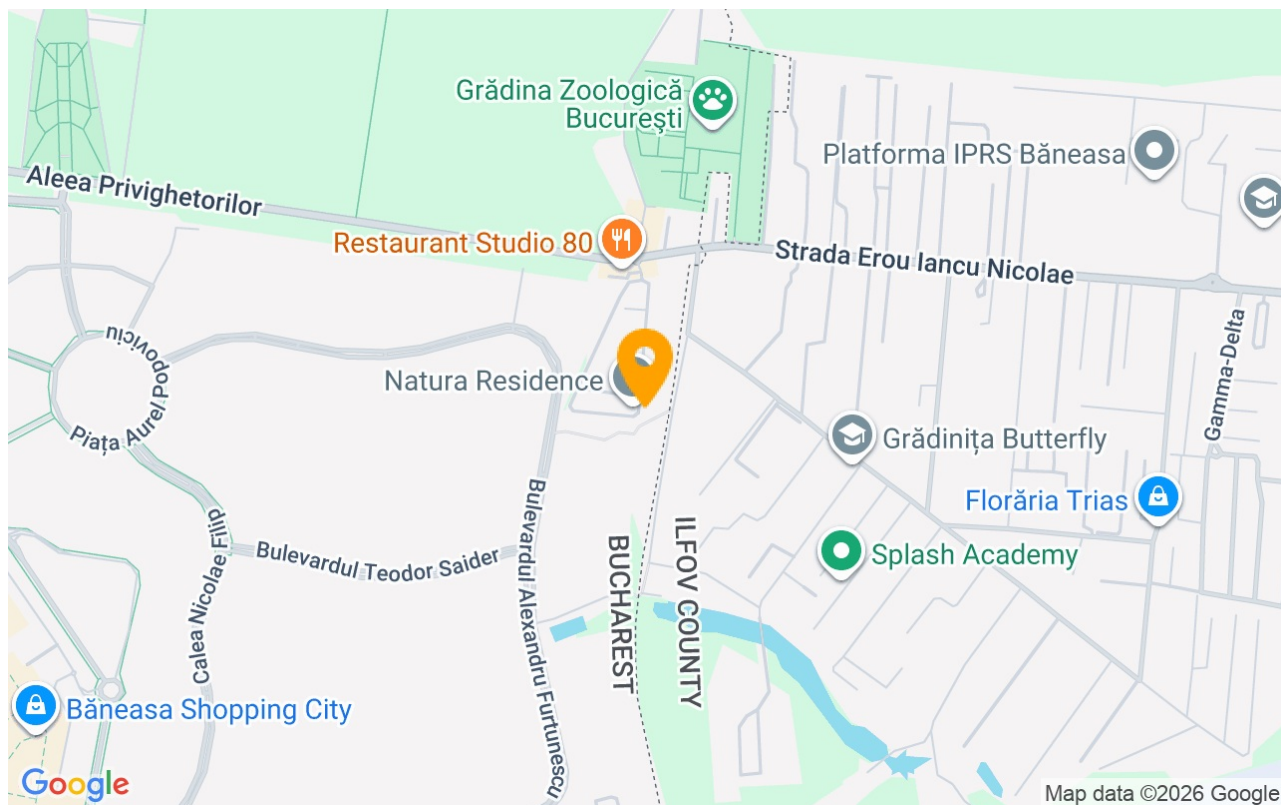 Grădina Zoologică
București
Platforma IPRS Băneasa
Aleea Privighetorilor
Restaurant Studio 80
Strada Erou Iancu Nicolae
Piața Aurel Popoviciu
Natura Residence
Gamma-Delta
Grădinița Butterfly
Florăria Trias
Calea Nicolae Filip
Bulevardul Teodor Saider
Bulevardul Alexandru Furtunescu
BUCHAREST
ILFOV COUNTY
Splash Academy
Băneasa Shopping City
Google
Map data ©2026 Google